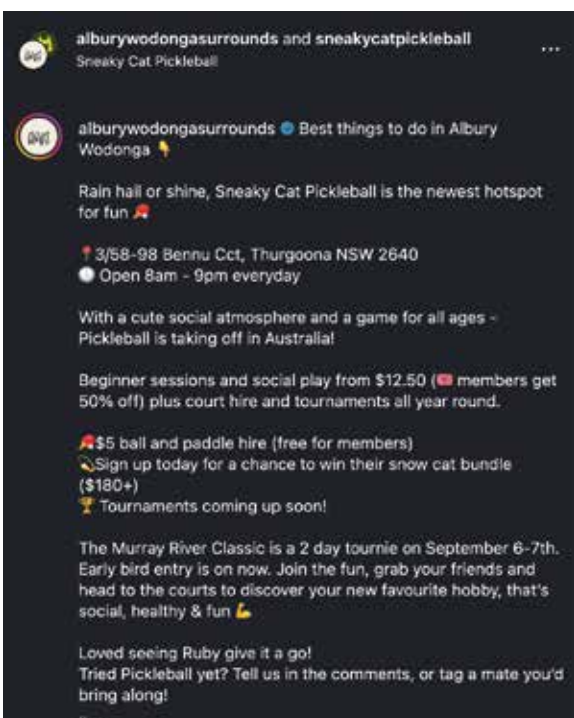 alburywodongasurrounds and sneakycatpickleball
Sneaky Cat Pickleball
alburywodongasurrounds Best things to do in Albury
Wodonga 👇
Rain hail or shine, Sneaky Cat Pickleball is the newest hotspot
for fun 🏓
📍3/58-98 Bennu Cct, Thurgoona NSW 2640
🕒 Open 8am - 9pm everyday
With a cute social atmosphere and a game for all ages -
Pickleball is taking off in Australia!
Beginner sessions and social play from $12.50 (🎟️ members get
50% off) plus court hire and tournaments all year round.
🏓$5 ball and paddle hire (free for members)
💫Sign up today for a chance to win their snow cat bundle
($180+)
🏆 Tournaments coming up soon!
The Murray River Classic is a 2 day tournie on September 6-7th.
Early bird entry is on now. Join the fun, grab your friends and
head to the courts to discover your new favourite hobby, that's
social, healthy & fun 💪
Loved seeing Ruby give it a go!
Tried Pickleball yet? Tell us in the comments, or tag a mate you'd
bring along!